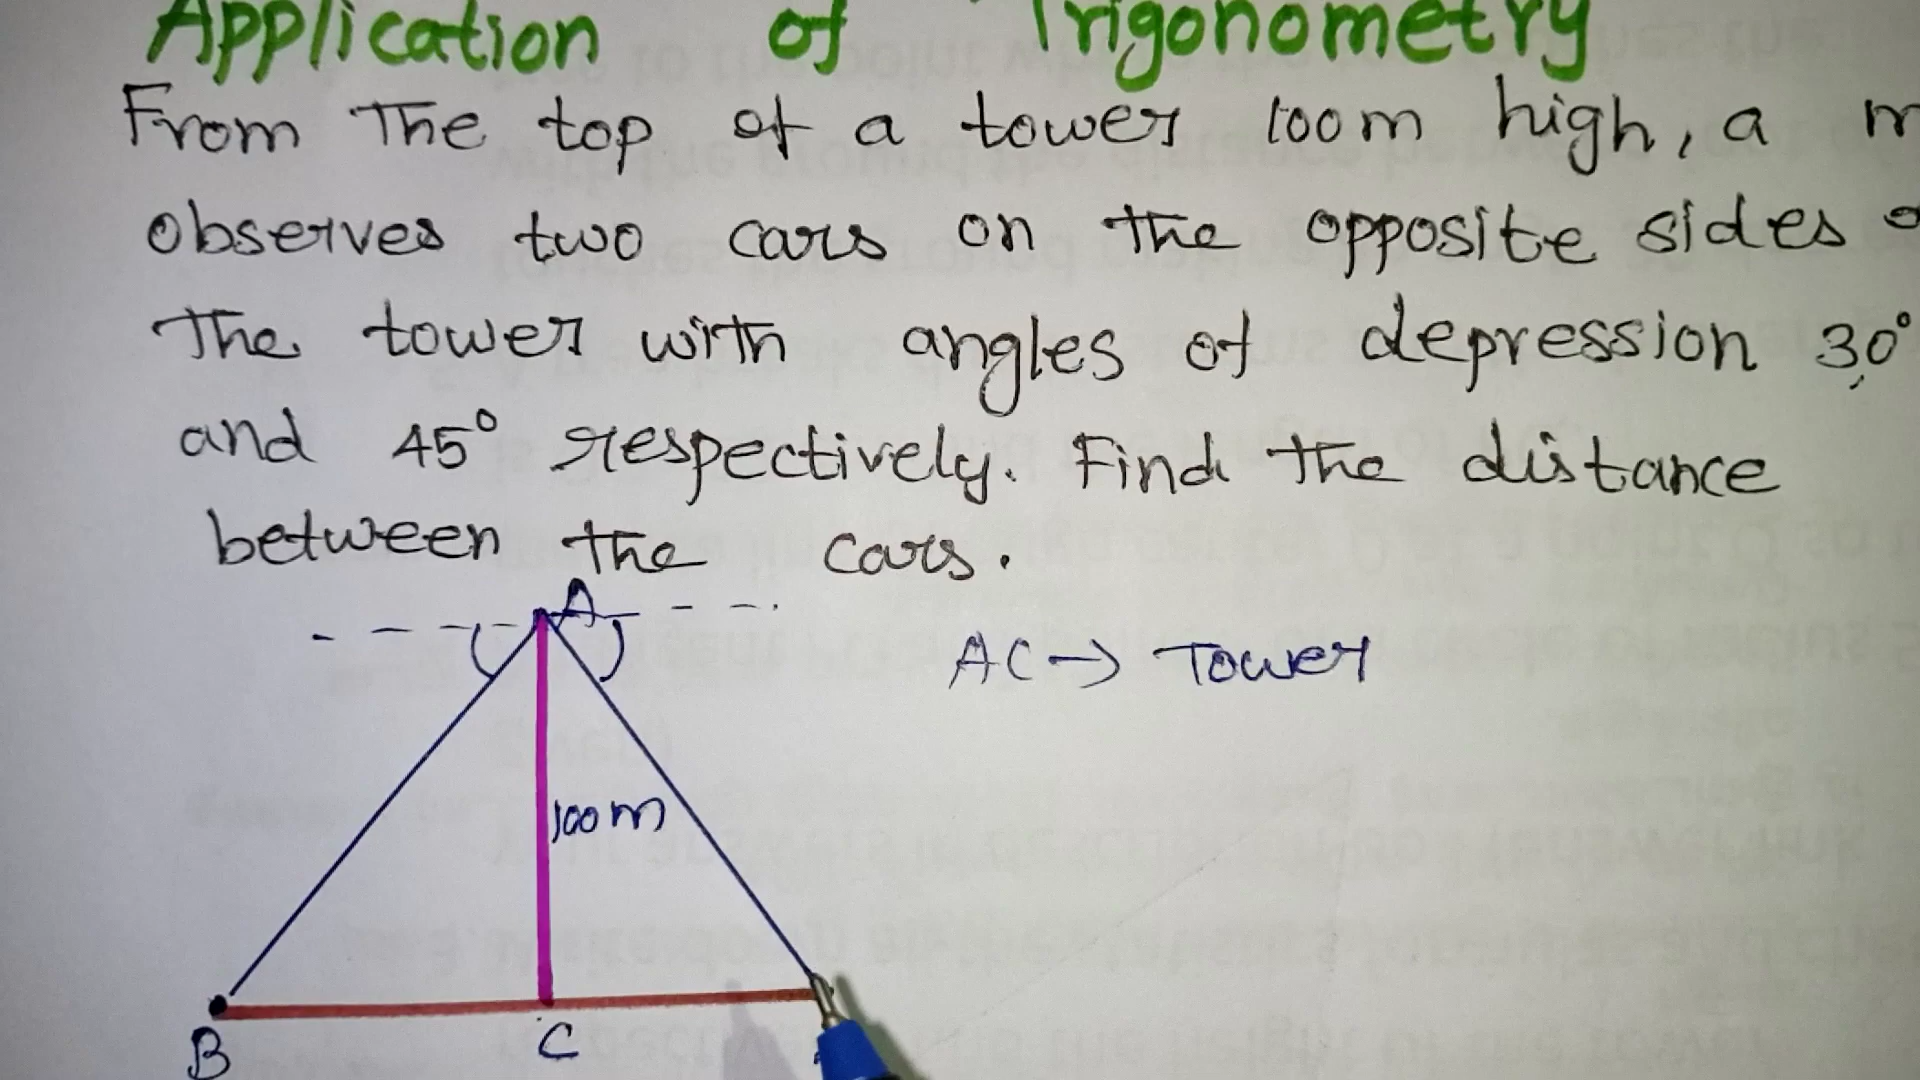 Application of Trigonometry
From The top of a tower 100m high, a m
observes two cars on the opposite sides o
The tower with angles of depression 30°
and 45° respectively. Find the distance
between the cars.
A
AC → Tower
100m
B C